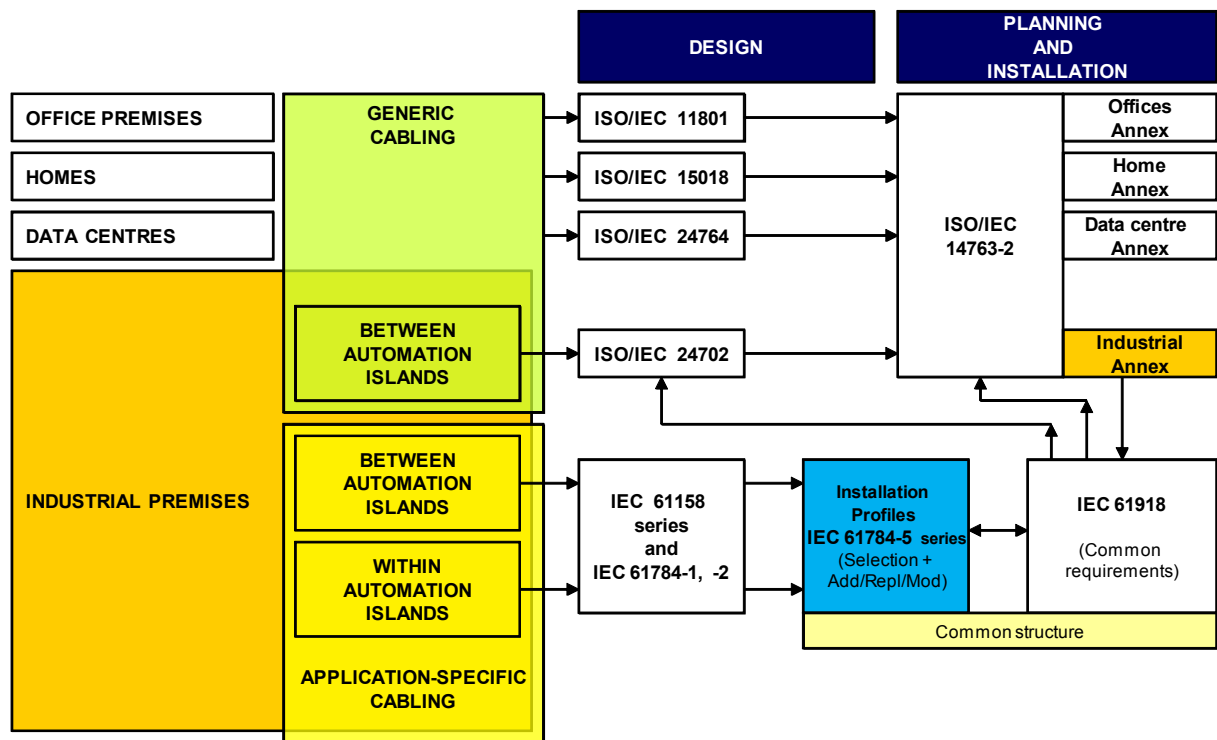 DESIGN
PLANNING
AND
INSTALLATION
OFFICE PREMISES
GENERIC
CABLING
ISO/IEC 11801
Offices
Annex
HOMES
ISO/IEC 15018
Home
Annex
DATA CENTRES
ISO/IEC 24764
ISO/IEC
14763-2
Data centre
Annex
BETWEEN
AUTOMATION
ISLANDS
ISO/IEC 24702
Industrial
Annex
INDUSTRIAL PREMISES
BETWEEN
AUTOMATION
ISLANDS
WITHIN
AUTOMATION
ISLANDS
APPLICATION-SPECIFIC
CABLING
IEC 61158
series
and
IEC 61784-1, -2
Installation
Profiles
IEC 61784-5 series
(Selection +
Add/Repl/Mod)
IEC 61918
(Common
requirements)
Common structure